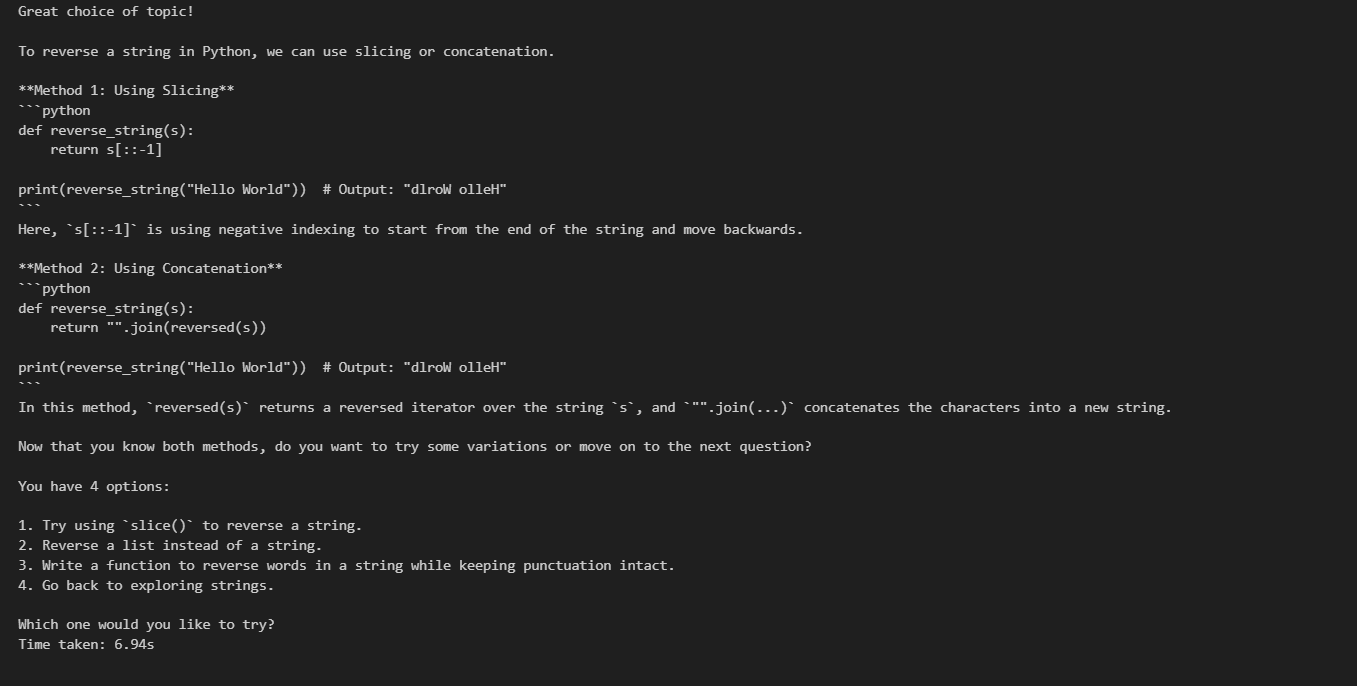 Great choice of topic!

To reverse a string in Python, we can use slicing or concatenation.

**Method 1: Using Slicing**
```python
def reverse_string(s):
    return s[::-1]

print(reverse_string("Hello World"))  # Output: "dlroW olleH"
```
Here, `s[::-1]` is using negative indexing to start from the end of the string and move backwards.

**Method 2: Using Concatenation**
```python
def reverse_string(s):
    return "".join(reversed(s))

print(reverse_string("Hello World"))  # Output: "dlroW olleH"
```
In this method, `reversed(s)` returns a reversed iterator over the string `s`, and `"".join(...)` concatenates the characters into a new string.

Now that you know both methods, do you want to try some variations or move on to the next question?

You have 4 options:

1. Try using `slice()` to reverse a string.
2. Reverse a list instead of a string.
3. Write a function to reverse words in a string while keeping punctuation intact.
4. Go back to exploring strings.

Which one would you like to try?
Time taken: 6.94s